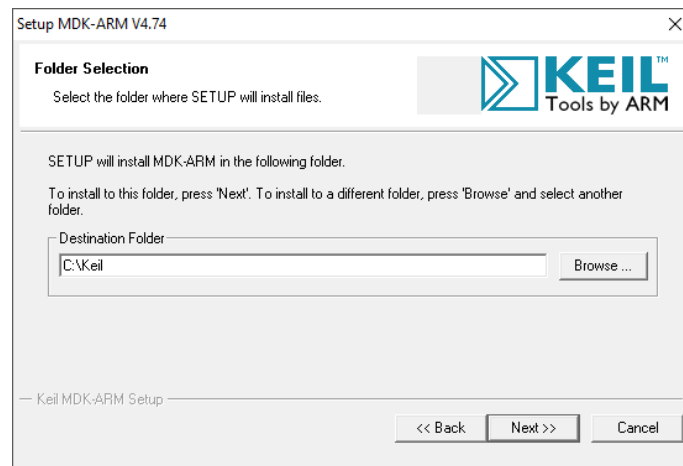 Setup MDK-ARM V4.74
Folder Selection
Select the folder where SETUP will install files.
KEIL™
Tools by ARM
SETUP will install MDK-ARM in the following folder.
To install to this folder, press 'Next'. To install to a different folder, press 'Browse' and select another
folder.
Destination Folder
C:\Keil
Browse ...
Keil MDK-ARM Setup
<< Back
Next >>
Cancel